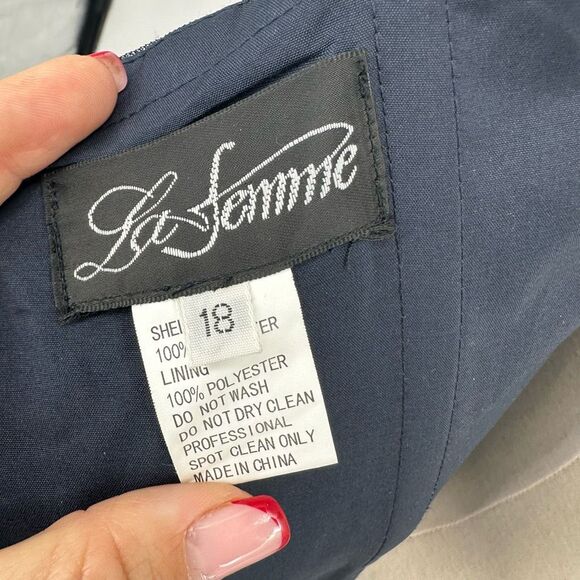 La Femme
18
100%
LINING
100% POLYESTER
DO NOT WASH
DO NOT DRY CLEAN
PROFESSIONAL
SPOT CLEAN ONLY
MADE IN CHINA